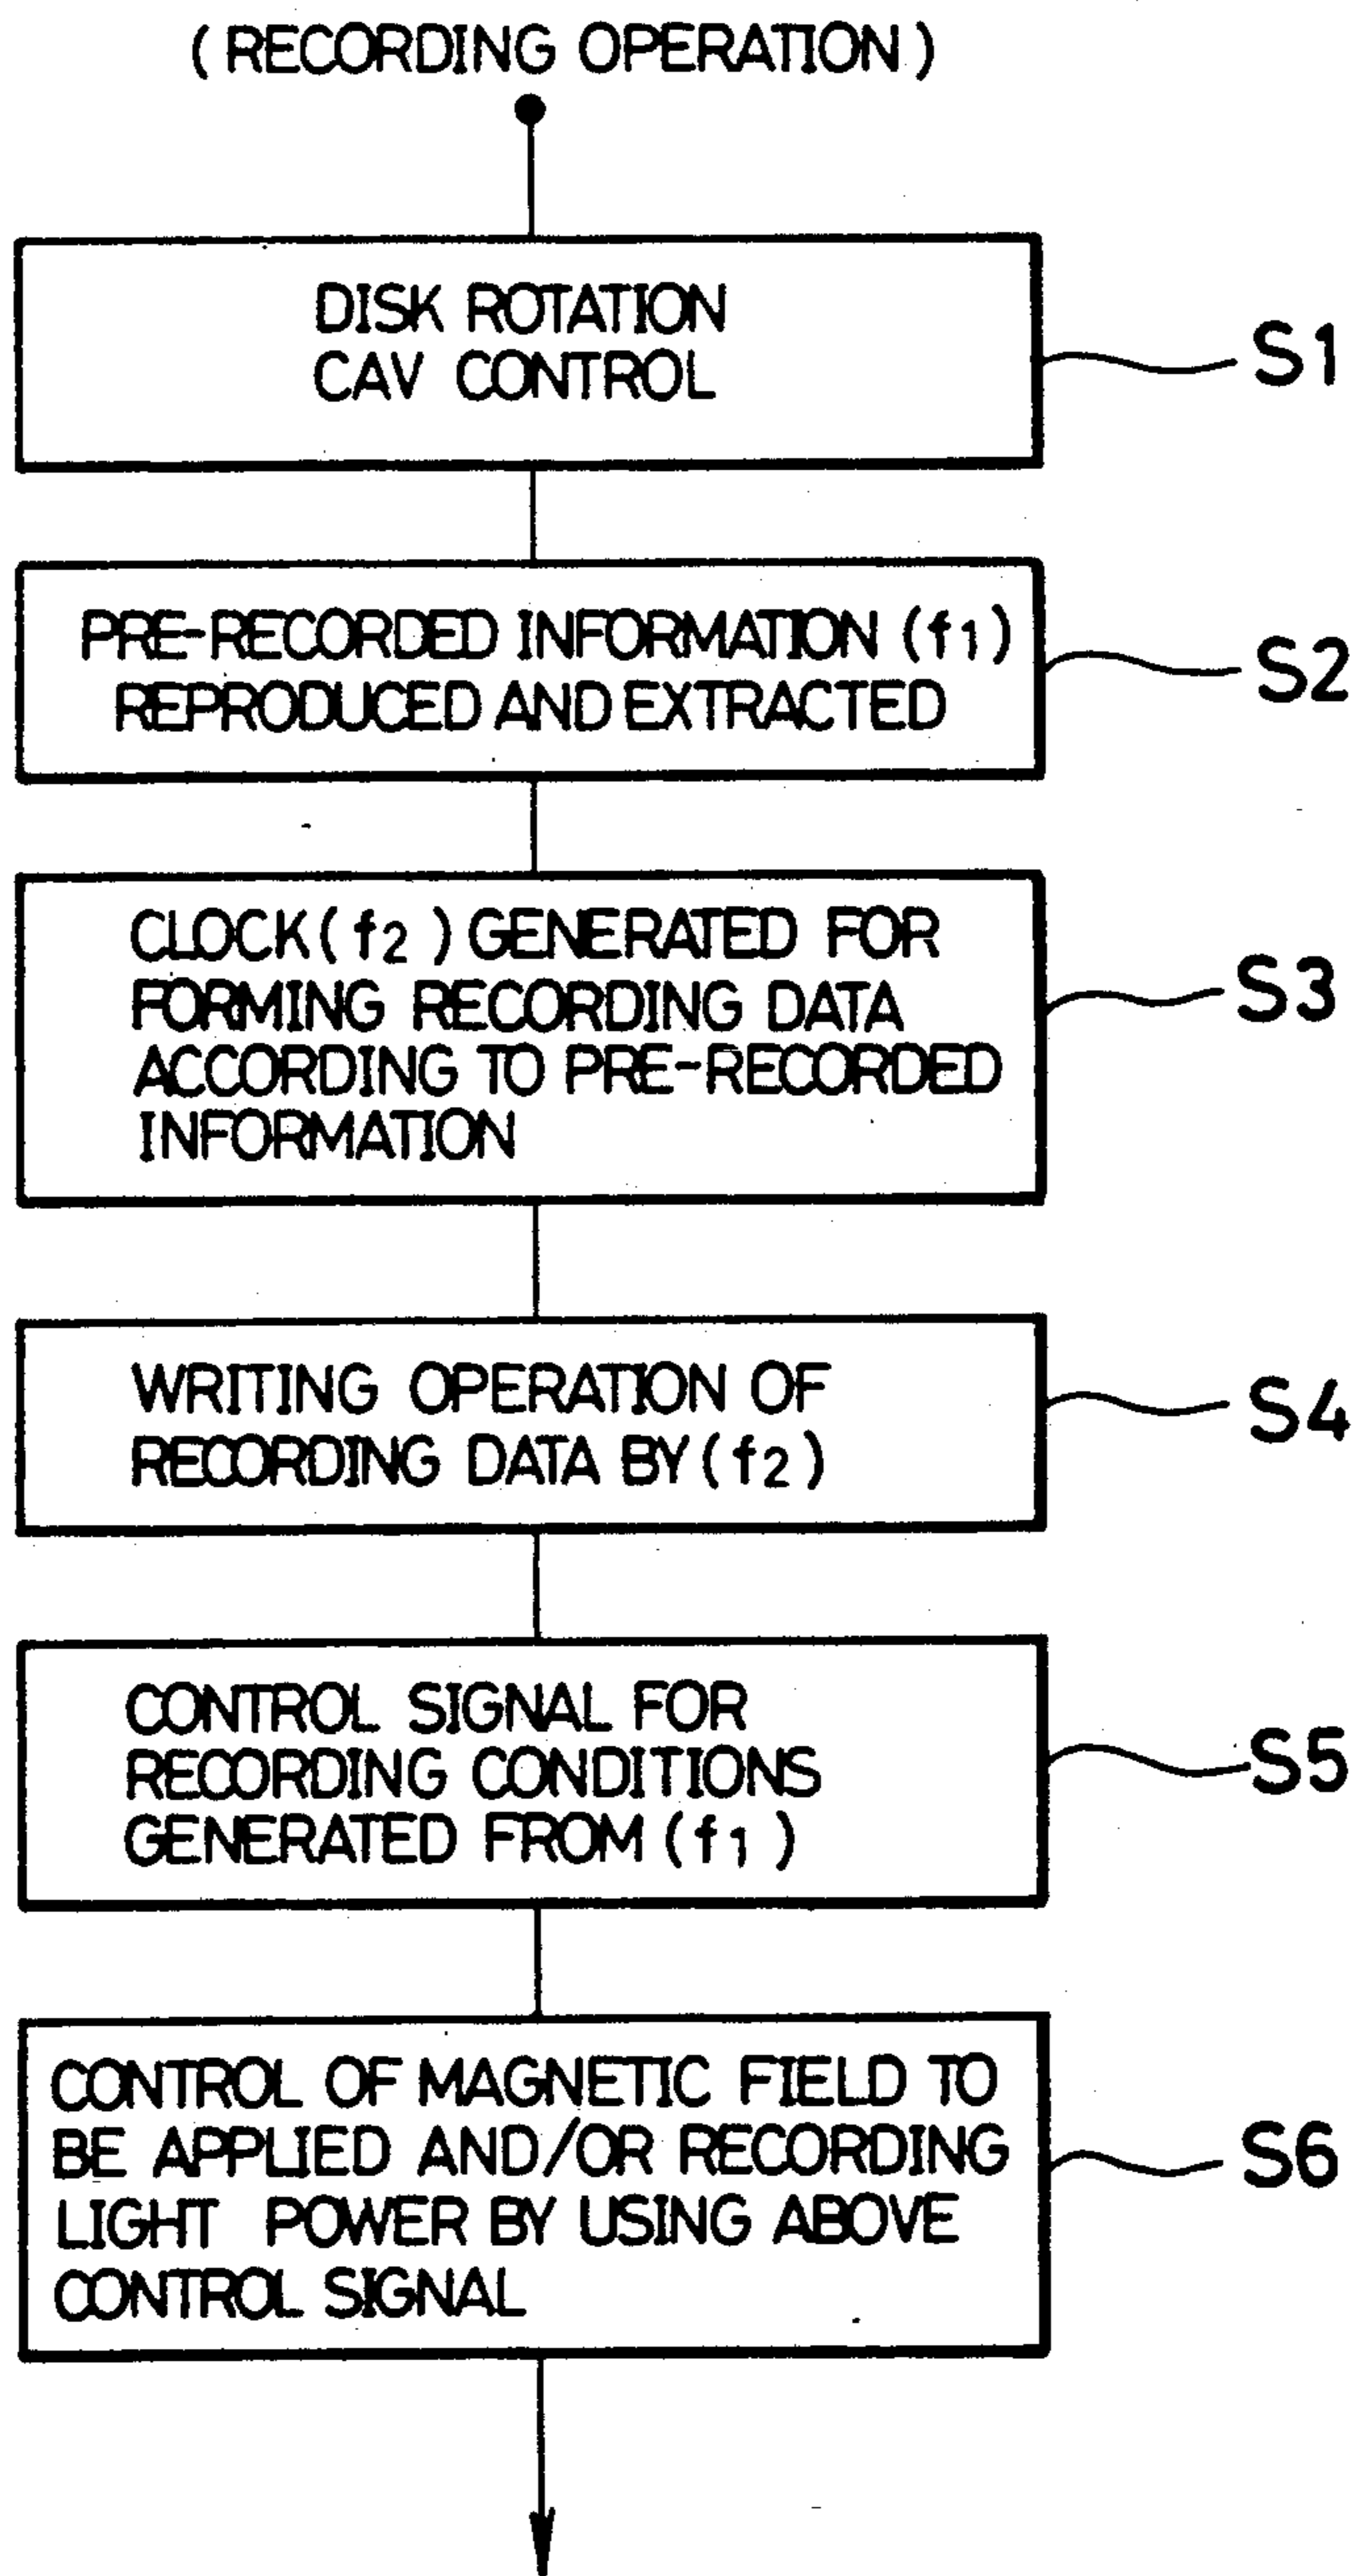 (RECORDING OPERATION)
DISK ROTATION
CAV CONTROL
S1
PRE-RECORDED INFORMATION (f1)
REPRODUCED AND EXTRACTED
S2
CLOCK (f2) GENERATED FOR
FORMING RECORDING DATA
ACCORDING TO PRE-RECORDED
INFORMATION
S3
WRITING OPERATION OF
RECORDING DATA BY (f2)
S4
CONTROL SIGNAL FOR
RECORDING CONDITIONS
GENERATED FROM (f1)
S5
CONTROL OF MAGNETIC FIELD TO
BE APPLIED AND/OR RECORDING
LIGHT POWER BY USING ABOVE
CONTROL SIGNAL
S6